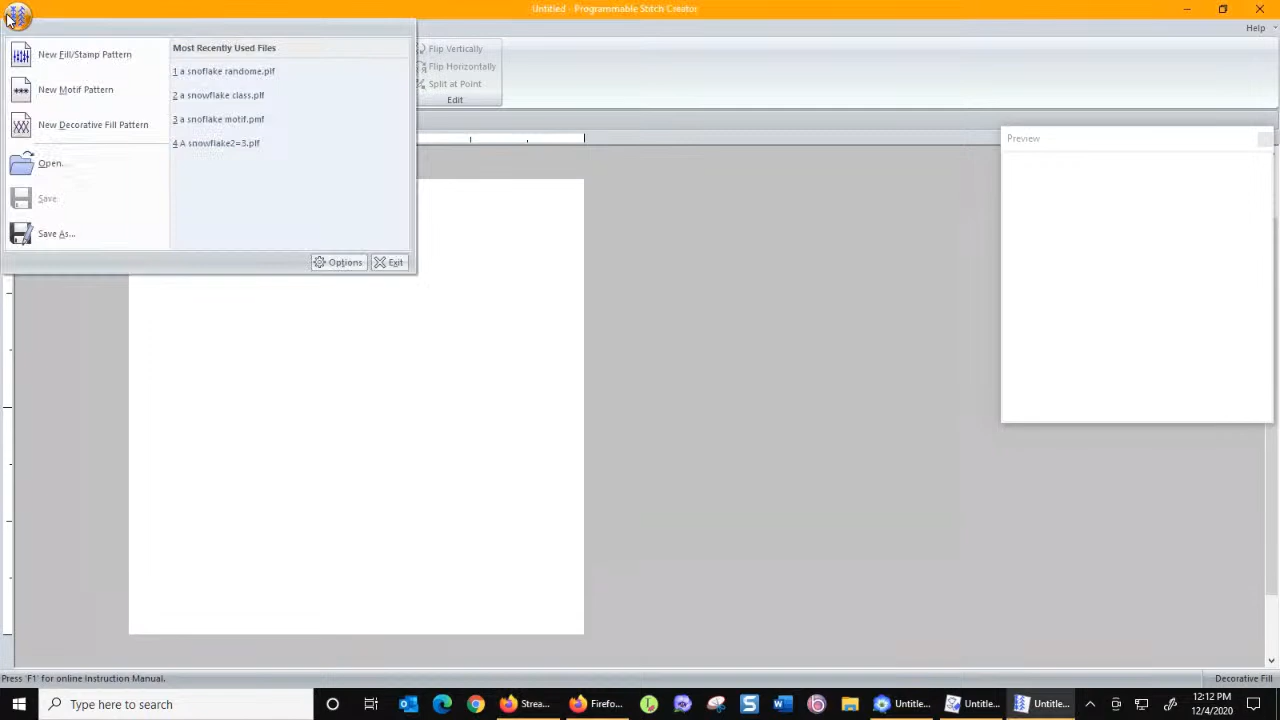 Untitled - Programmable Stitch Creator
Help
New Fill/Stamp Pattern
New Motif Pattern
New Decorative Fill Pattern
Open...
Save
Save As...
Most Recently Used Files
1 a snoflake randome.plf
2 a snowflake class.plf
3 a snoflake motif.pmf
4 A snowflake2=3.plf
Options
Exit
Flip Vertically
Flip Horizontally
Split at Point
Edit
Preview
Press 'F1' for online Instruction Manual.
Decorative Fill
Type here to search
Strea...
Firefo...
Untitle...
Untitle...
Untitle...
12:12 PM
12/4/2020